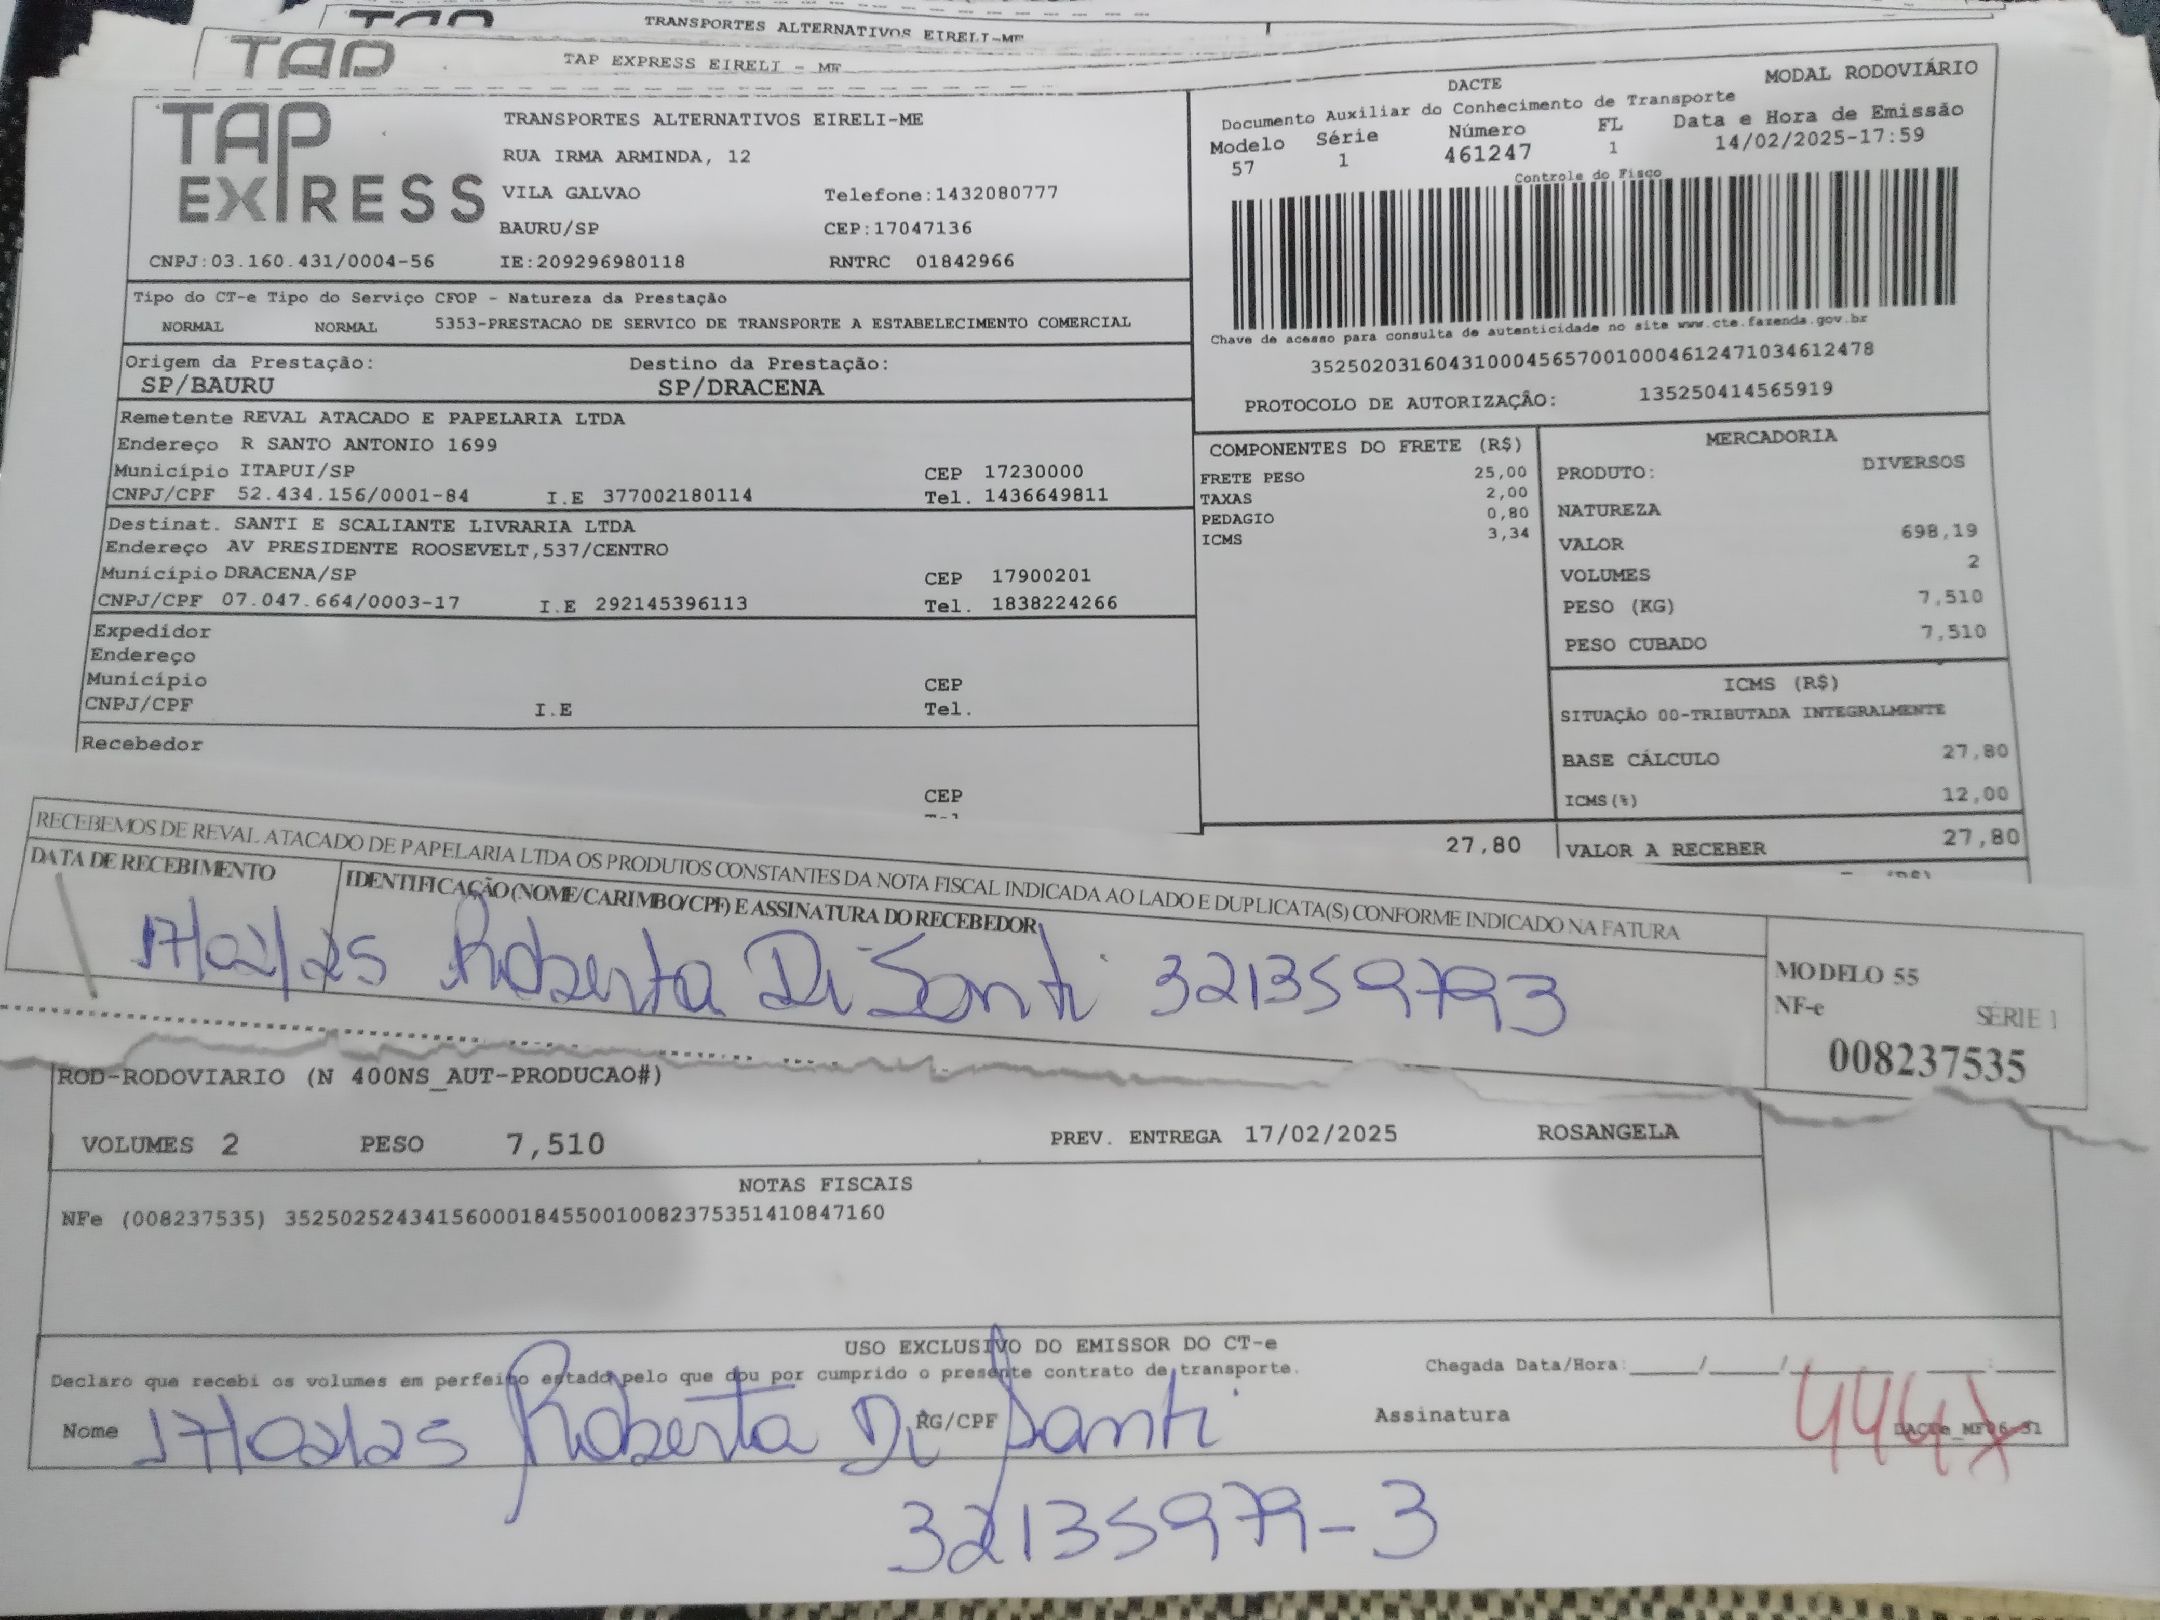 TAP
TRANSPORTES ALTERNATIVOS EIRELI-ME
TAP
TAP EXPRESS EIRELI - ME
TAP EXPRESS
TRANSPORTES ALTERNATIVOS EIRELI-ME
RUA IRMA ARMINDA, 12
VILA GALVAO Telefone:1432080777
BAURU/SP CEP:17047136
CNPJ:03.160.431/0004-56 IE:209296980118 RNTRC 01842966
DACTE MODAL RODOVIÁRIO
Documento Auxiliar do Conhecimento de Transporte
Modelo Série Número FL Data e Hora de Emissão
57 1 461247 1 14/02/2025-17:59
Controle do Fisco
Chave de acesso para consulta de autenticidade no site www.cte.fazenda.gov.br
35250203160431000456570010004612471034612478
PROTOCOLO DE AUTORIZAÇÃO: 135250414565919
Tipo do CT-e Tipo do Serviço CFOP - Natureza da Prestação
NORMAL NORMAL 5353-PRESTACAO DE SERVICO DE TRANSPORTE A ESTABELECIMENTO COMERCIAL
Origem da Prestação: Destino da Prestação:
SP/BAURU SP/DRACENA
Remetente REVAL ATACADO E PAPELARIA LTDA
Endereço R SANTO ANTONIO 1699
Município ITAPUI/SP CEP 17230000
CNPJ/CPF 52.434.156/0001-84 I.E 377002180114 Tel. 1436649811
Destinat. SANTI E SCALIANTE LIVRARIA LTDA
Endereço AV PRESIDENTE ROOSEVELT,537/CENTRO
Município DRACENA/SP CEP 17900201
CNPJ/CPF 07.047.664/0003-17 I.E 292145396113 Tel. 1838224266
Expedidor
Endereço
Município CEP
CNPJ/CPF I.E Tel.
Recebedor
CEP
COMPONENTES DO FRETE (R$)
FRETE PESO 25,00
TAXAS 2,00
PEDAGIO 0,80
ICMS 3,34
27,80
MERCADORIA
PRODUTO: DIVERSOS
NATUREZA
VALOR 698,19
VOLUMES 2
PESO (KG) 7,510
PESO CUBADO 7,510
ICMS (R$)
SITUAÇÃO 00-TRIBUTADA INTEGRALMENTE
BASE CÁLCULO 27,80
ICMS(%) 12,00
VALOR A RECEBER 27,80
RECEBEMOS DE REVAL ATACADO DE PAPELARIA LTDA OS PRODUTOS CONSTANTES DA NOTA FISCAL INDICADA AO LADO E DUPLICATA(S) CONFORME INDICADO NA FATURA
DATA DE RECEBIMENTO IDENTIFICAÇÃO (NOME/CARIMBO/CPF) E ASSINATURA DO RECEBEDOR
17/02/25 Roberta Di Santi 321359793
MODELO 55
NF-e SÉRIE 1
008237535
ROD-RODOVIARIO (N 400NS_AUT-PRODUCAO#)
VOLUMES 2 PESO 7,510 PREV. ENTREGA 17/02/2025 ROSANGELA
NOTAS FISCAIS
NFe (008237535) 35250252434156000184550010082375351410847160
USO EXCLUSIVO DO EMISSOR DO CT-e
Declaro que recebi os volumes em perfeito estado pelo que dou por cumprido o presente contrato de transporte. Chegada Data/Hora:____/____/____ ____:____
Nome 17/02/25 Roberta Di Santi RG/CPF Assinatura
32135979-3